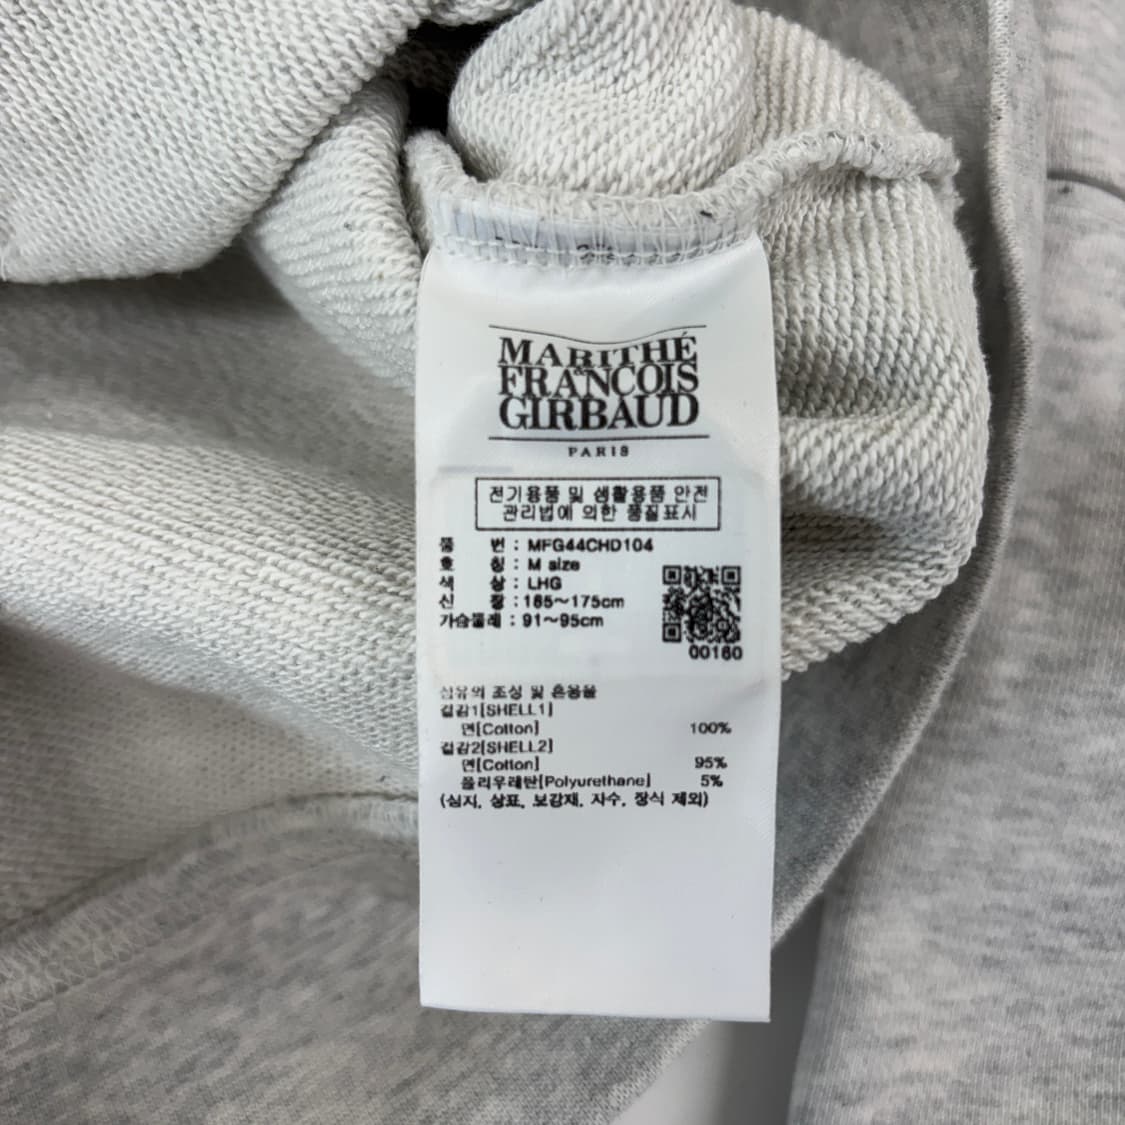 MARITHÉ
&
FRANCOIS
GIRBAUD
PARIS
전기용품 및 생활용품 안전
관리법에 의한 품질표시
품 번 : MFG44CHD104
호 칭 : M size
색 상 : LHG
신 장 : 165~175cm
가슴둘레 : 91~95cm
00160
섬유의 조성 및 혼용율
겉감1[SHELL1]
면[Cotton] 100%
겉감2[SHELL2]
면[Cotton] 95%
폴리우레탄[Polyurethane] 5%
(심지, 상표, 보강재, 자수, 장식 제외)